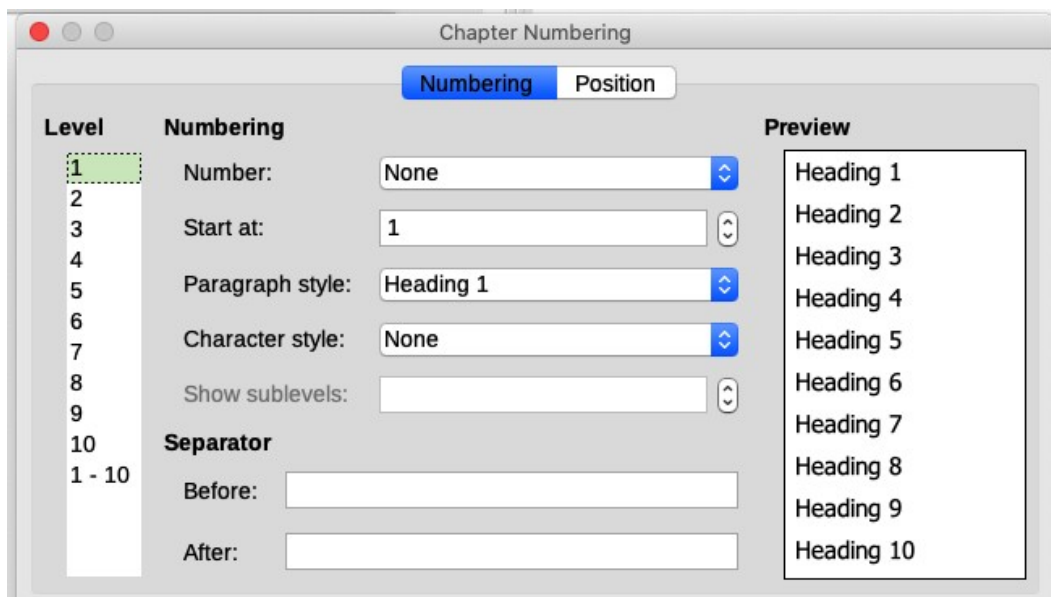 Chapter Numbering
Numbering Position
Level
1
2
3
4
5
6
7
8
9
10
1 - 10
Numbering
Number: None
Start at: 1
Paragraph style: Heading 1
Character style: None
Show sublevels:
Separator
Before:
After:
Preview
Heading 1
Heading 2
Heading 3
Heading 4
Heading 5
Heading 6
Heading 7
Heading 8
Heading 9
Heading 10